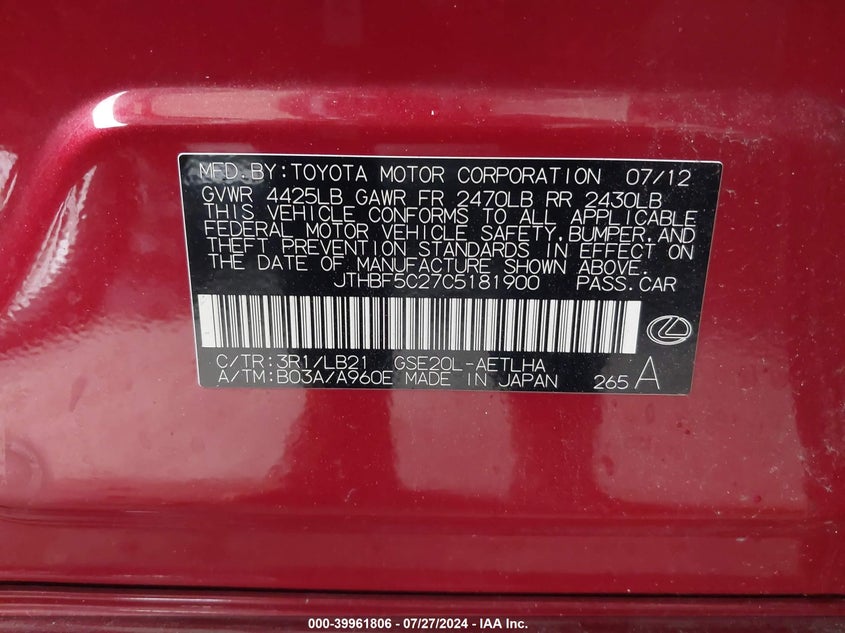 MFD. BY: TOYOTA MOTOR CORPORATION 07/12
GVWR 4425LB GAWR FR 2470LB RR 2430LB
THIS VEHICLE CONFORMS TO ALL APPLICABLE
FEDERAL MOTOR VEHICLE SAFETY, BUMPER, AND
THEFT PREVENTION STANDARDS IN EFFECT ON
THE DATE OF MANUFACTURE SHOWN ABOVE.
JTHBF5C27C5181900 PASS. CAR
C/TR: 3R1/LB21 GSE20L-AETLHA
A/TM: B03A/A960E MADE IN JAPAN 265 A
000-39961806 - 07/27/2024 - IAA Inc.